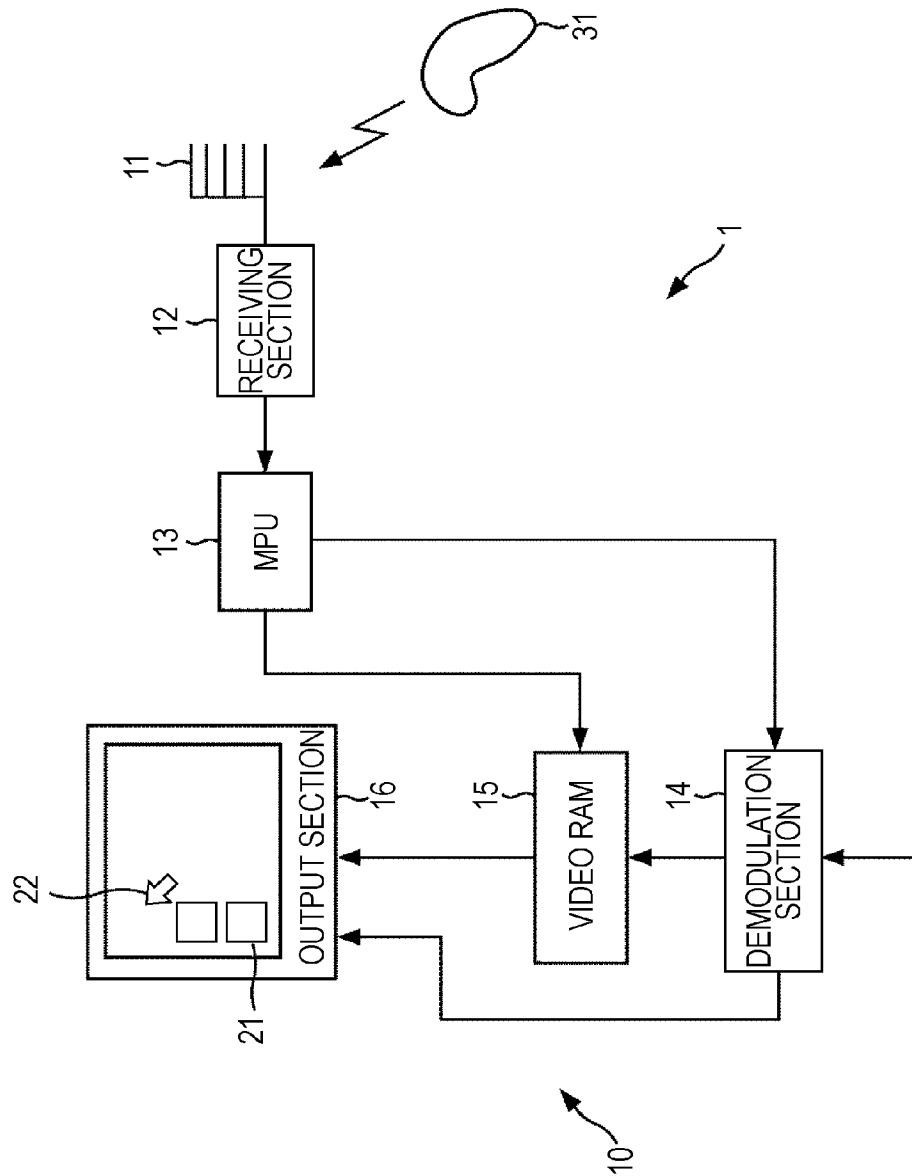 22
11
13
12
21
RECEIVING
SECTION
MPU
OUTPUT SECTION
16
15
VIDEO RAM
31
10
14
1
DEMODULATION
SECTION